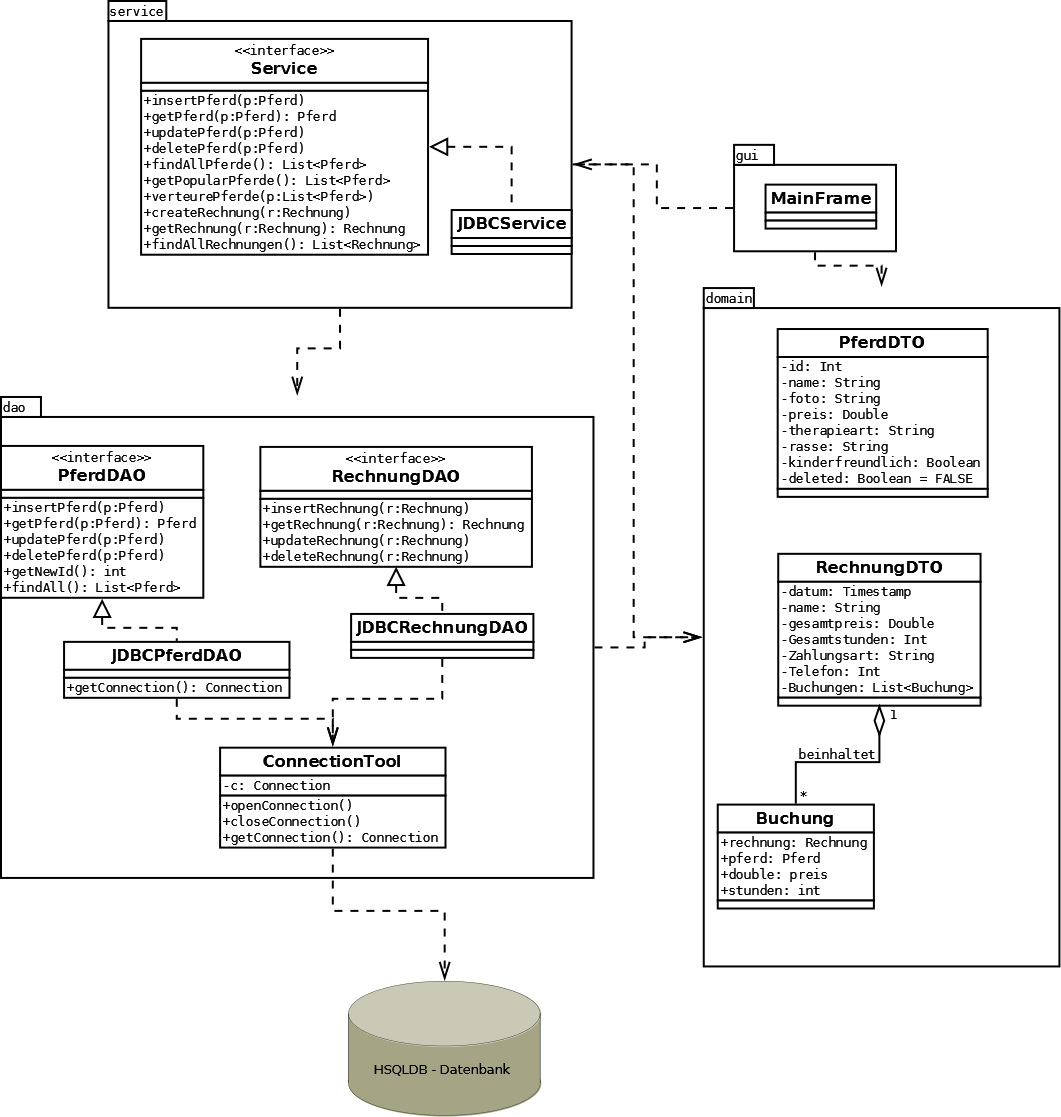 service
<<interface>>
Service
+insertPferd(p:Pferd)
+getPferd(p:Pferd): Pferd
+updatePferd(p:Pferd)
+deletePferd(p:Pferd)
+findAllPferde(): List<Pferd>
+getPopularPferde(): List<Pferd>
+verteurePferde(p:List<Pferd>)
+createRechnung(r:Rechnung)
+getRechnung(r:Rechnung): Rechnung
+findAllRechnungen(): List<Rechnung>
JDBCService
gui
MainFrame
domain
PferdDTO
-id: Int
-name: String
-foto: String
-preis: Double
-therapieart: String
-rasse: String
-kinderfreundlich: Boolean
-deleted: Boolean = FALSE
RechnungDTO
-datum: Timestamp
-name: String
-gesamtpreis: Double
-Gesamtstunden: Int
-Zahlungsart: String
-Telefon: Int
-Buchungen: List<Buchung>
1
beinhaltet
*
Buchung
+rechnung: Rechnung
+pferd: Pferd
+double: preis
+stunden: int
dao
<<interface>>
PferdDAO
+insertPferd(p:Pferd)
+getPferd(p:Pferd): Pferd
+updatePferd(p:Pferd)
+deletePferd(p:Pferd)
+getNewId(): int
+findAll(): List<Pferd>
<<interface>>
RechnungDAO
+insertRechnung(r:Rechnung)
+getRechnung(r:Rechnung): Rechnung
+updateRechnung(r:Rechnung)
+deleteRechnung(r:Rechnung)
JDBCPferdDAO
+getConnection(): Connection
JDBCRechnungDAO
ConnectionTool
-c: Connection
+openConnection()
+closeConnection()
+getConnection(): Connection
HSQLDB - Datenbank